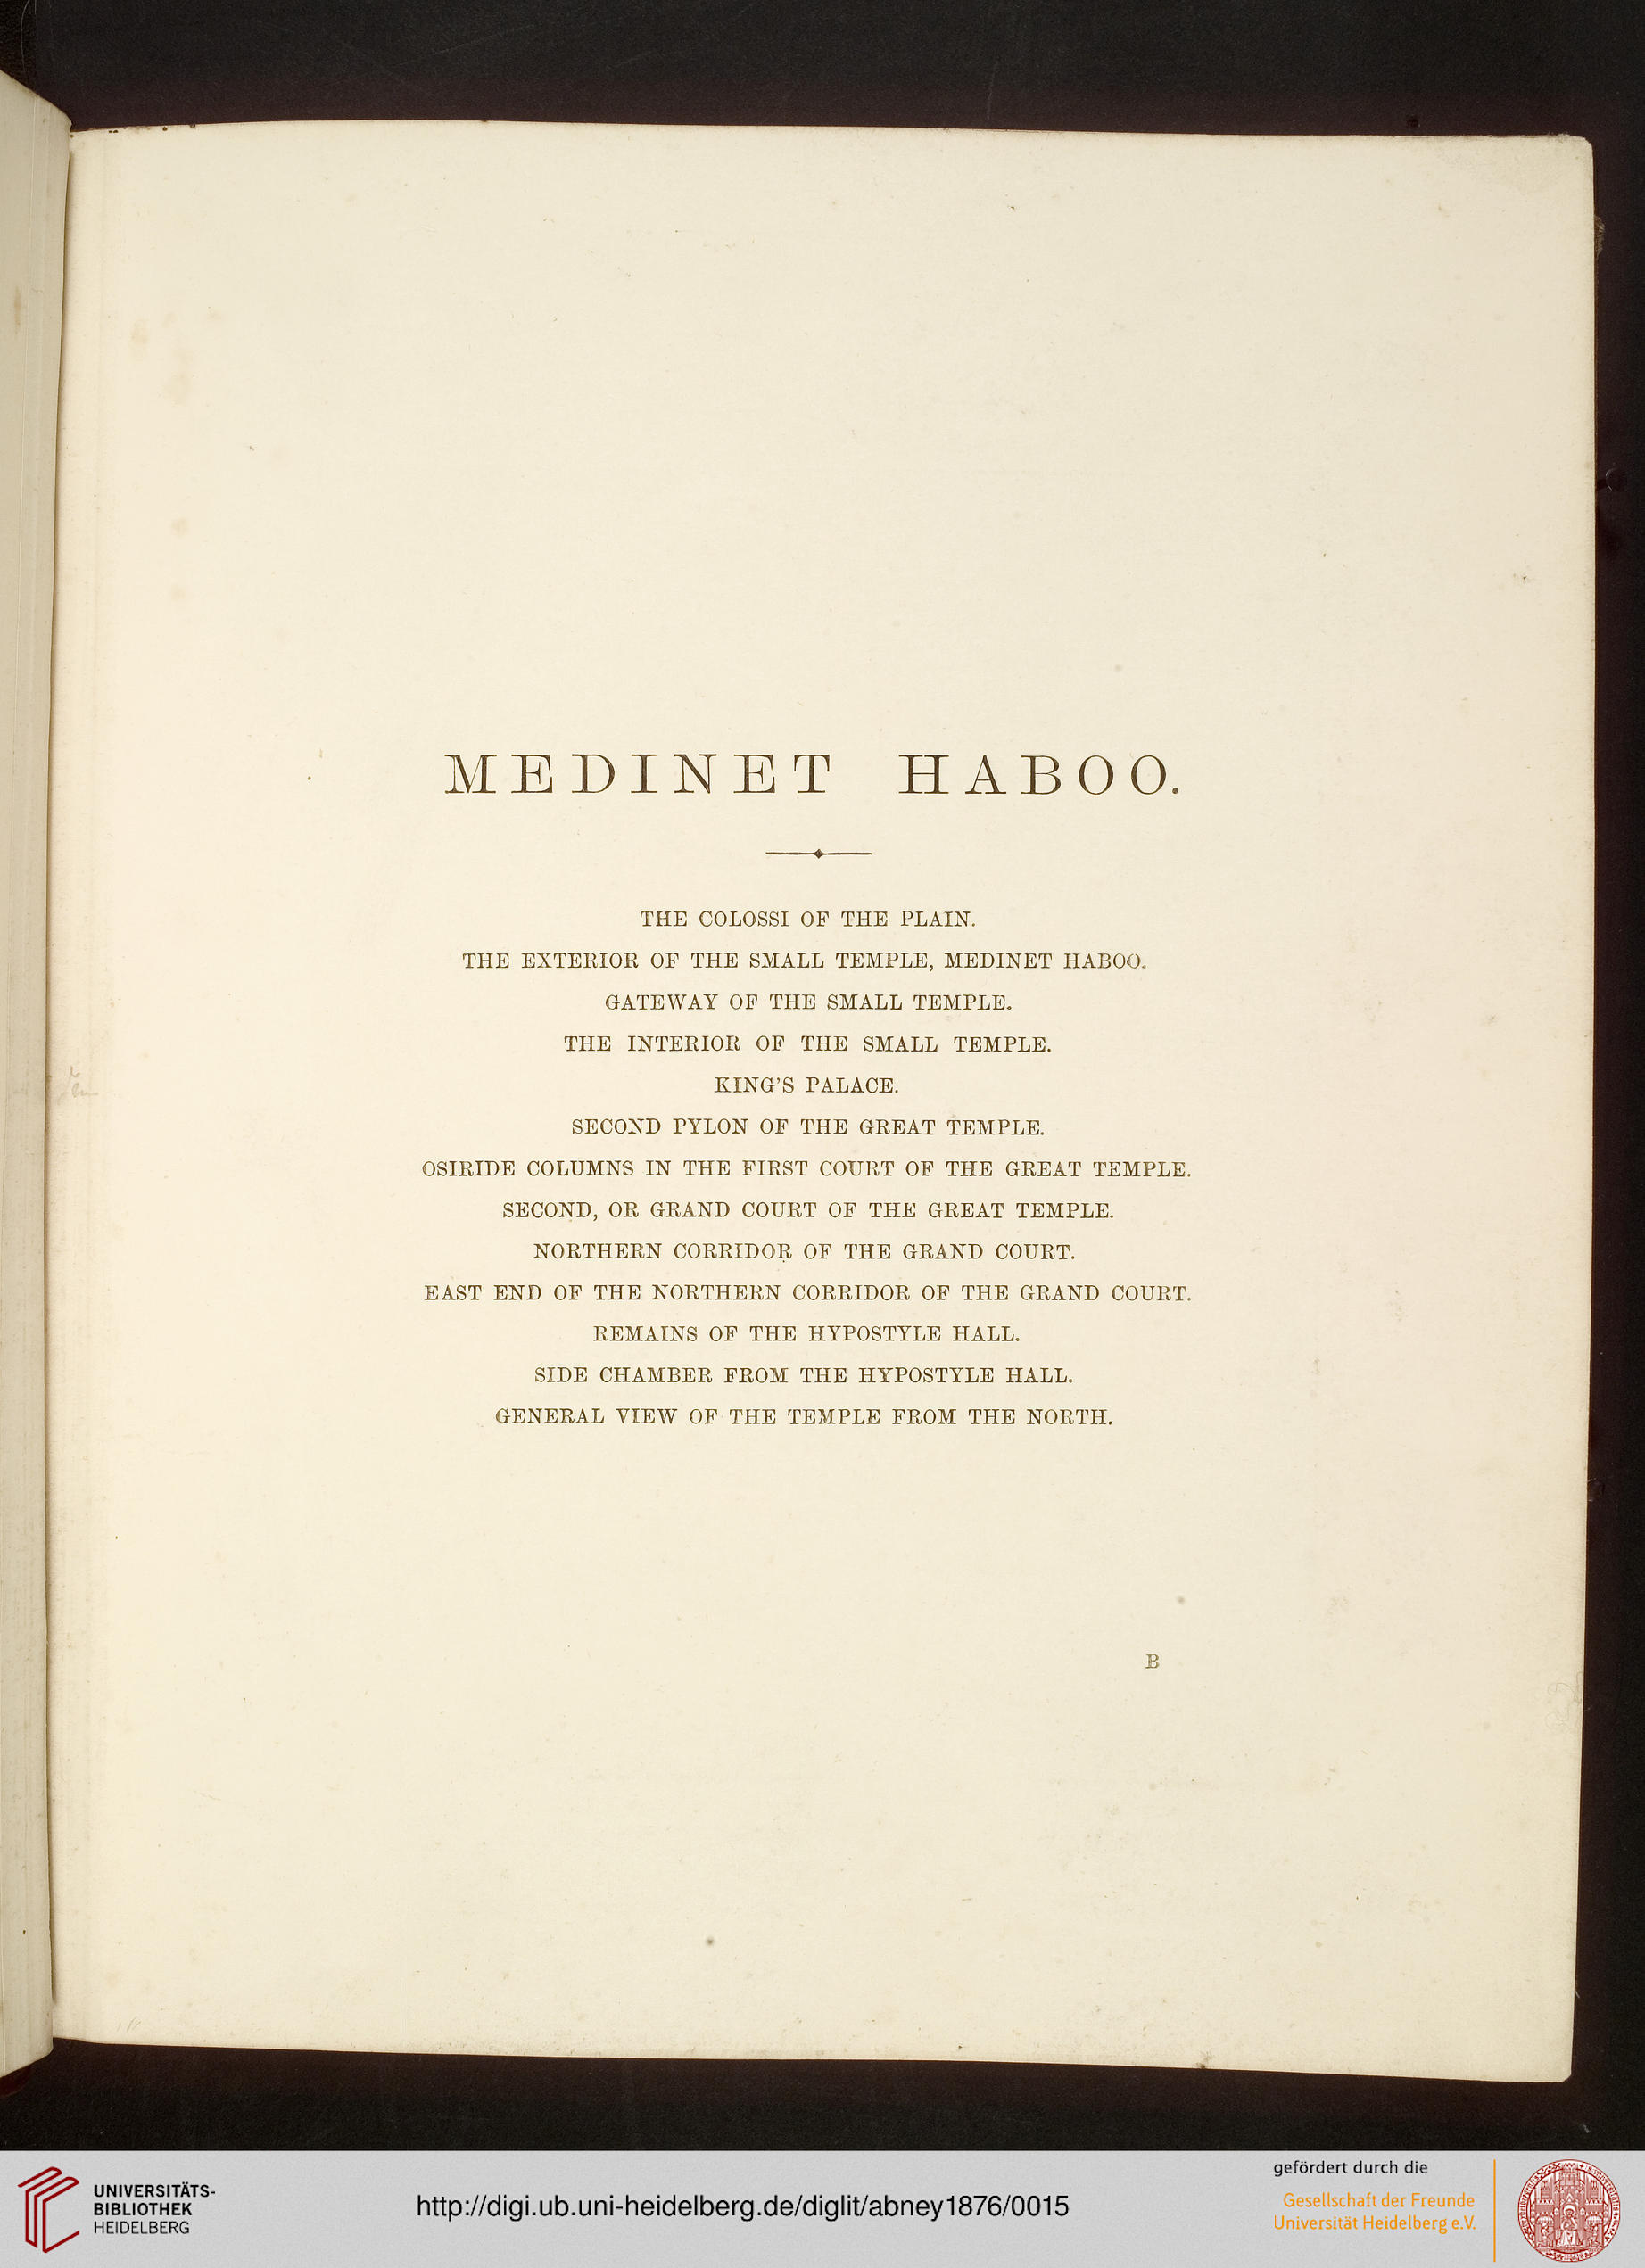 MEDINET HABOO.
THE COLOSSI OF THE PLAIN.
THE EXTERIOR OF THE SMALL TEMPLE, MEDINET HABOO.
GATEWAY OF THE SMALL TEMPLE.
THE INTERIOR OF THE SMALL TEMPLE.
KING'S PALACE.
SECOND PYLON OF THE GREAT TEMPLE.
OSIRIDE COLUMNS IN THE FIRST COURT OF THE GREAT TEMPLE.
SECOND, OR GRAND COURT OF THE GREAT TEMPLE.
NORTHERN CORRIDOR OF THE GRAND COURT.
EAST END OF THE NORTHERN CORRIDOR OF THE GRAND COURT.
REMAINS OF THE HYPOSTYLE HALL.
SIDE CHAMBER FROM THE HYPOSTYLE HALL.
GENERAL VIEW OF THE TEMPLE FROM THE NORTH.
B
UNIVERSITÄTS-
BIBLIOTHEK
HEIDELBERG
http://digi.ub.uni-heidelberg.de/diglit/abney1876/0015
gefördert durch die
Gesellschaft der Freunde
Universität Heidelberg e.V.